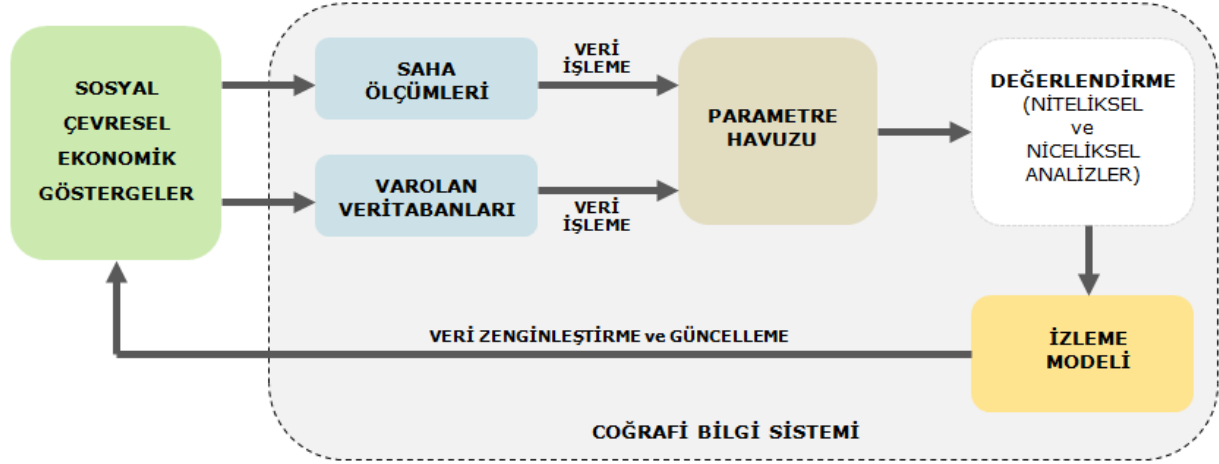 SOSYAL
ÇEVRESEL
EKONOMİK
GÖSTERGELER
SAHA
ÖLÇÜMLERİ
VERİ
İŞLEME
VAROLAN
VERİTABANLARI
VERİ
İŞLEME
PARAMETRE
HAVUZU
DEĞERLENDİRME
(NİTELİKSEL
ve
NİCELİKSEL
ANALİZLER)
İZLEME
MODELİ
VERİ ZENGİNLEŞTİRME ve GÜNCELLEME
COĞRAFİ BİLGİ SİSTEMİ